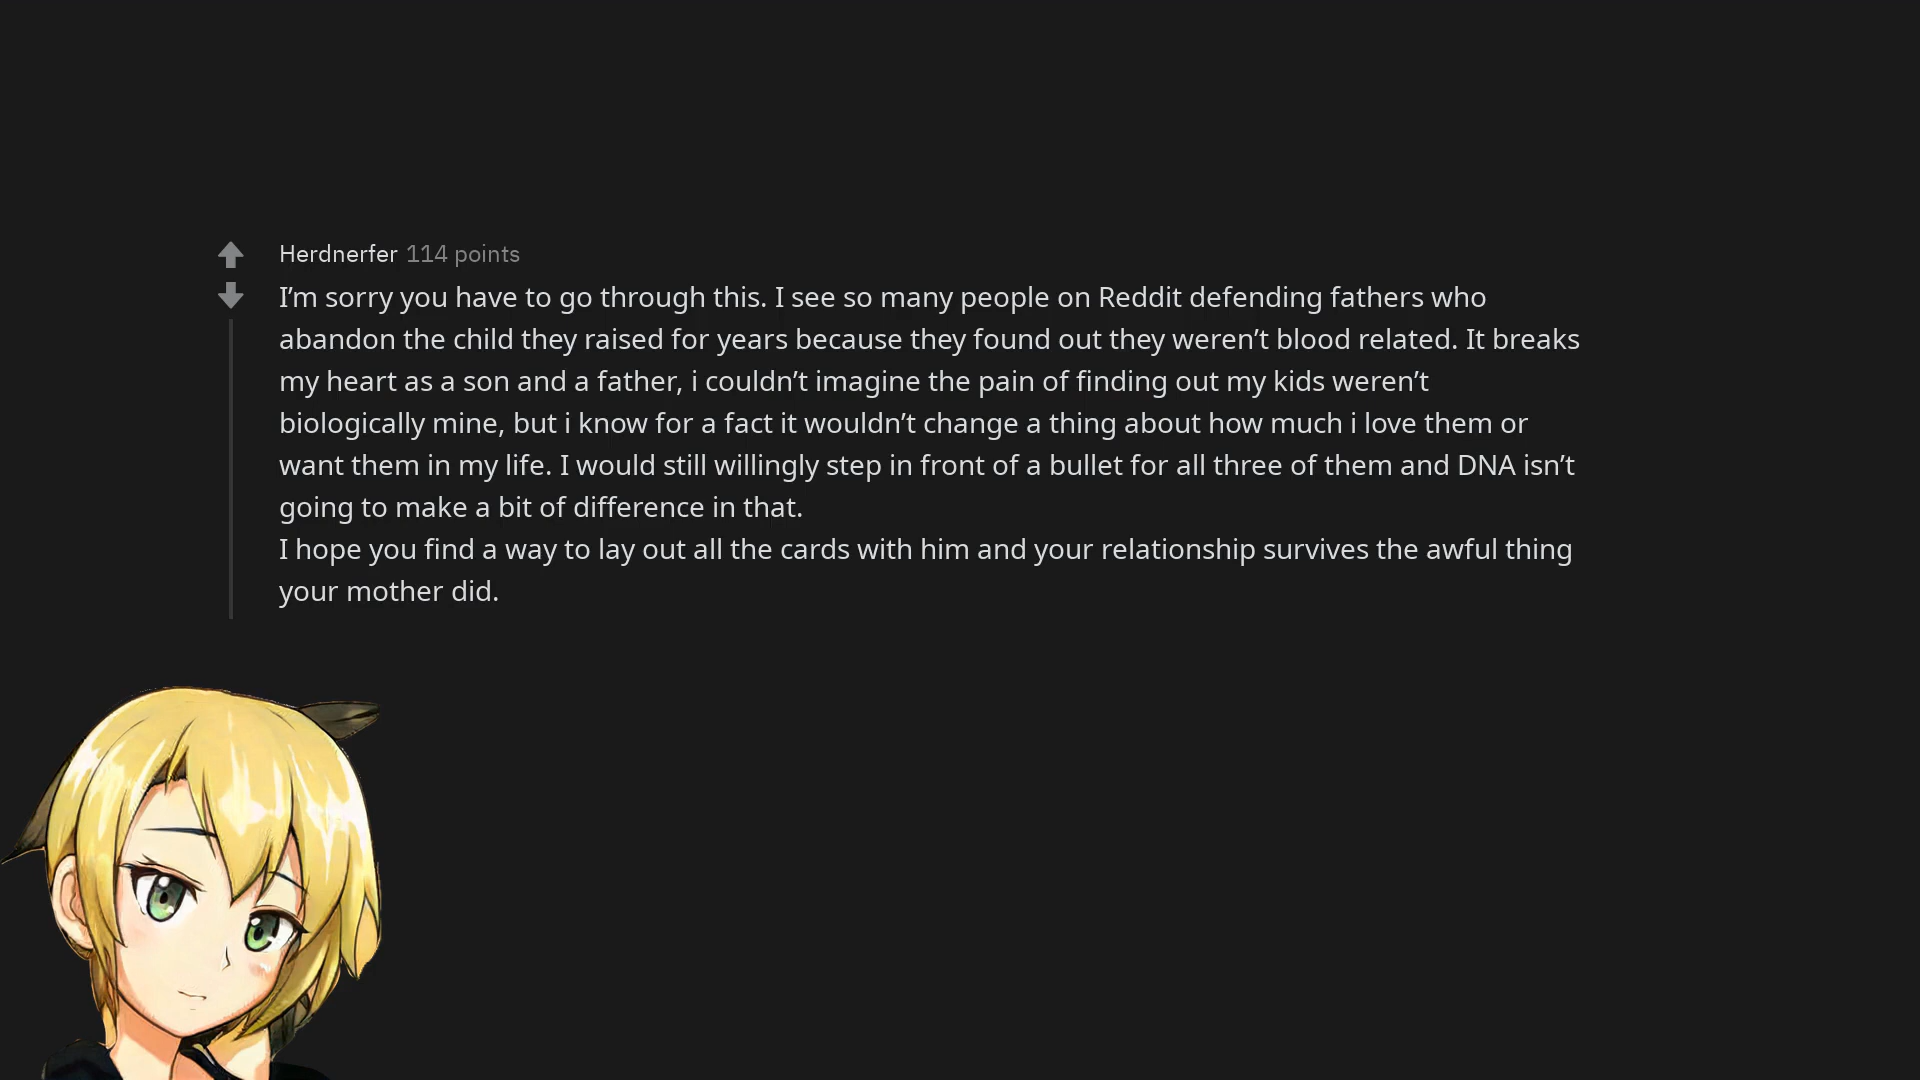 Herdnerfer 114 points
I’m sorry you have to go through this. I see so many people on Reddit defending fathers who
abandon the child they raised for years because they found out they weren’t blood related. It breaks
my heart as a son and a father, i couldn’t imagine the pain of finding out my kids weren’t
biologically mine, but i know for a fact it wouldn’t change a thing about how much i love them or
want them in my life. I would still willingly step in front of a bullet for all three of them and DNA isn’t
going to make a bit of difference in that.
I hope you find a way to lay out all the cards with him and your relationship survives the awful thing
your mother did.